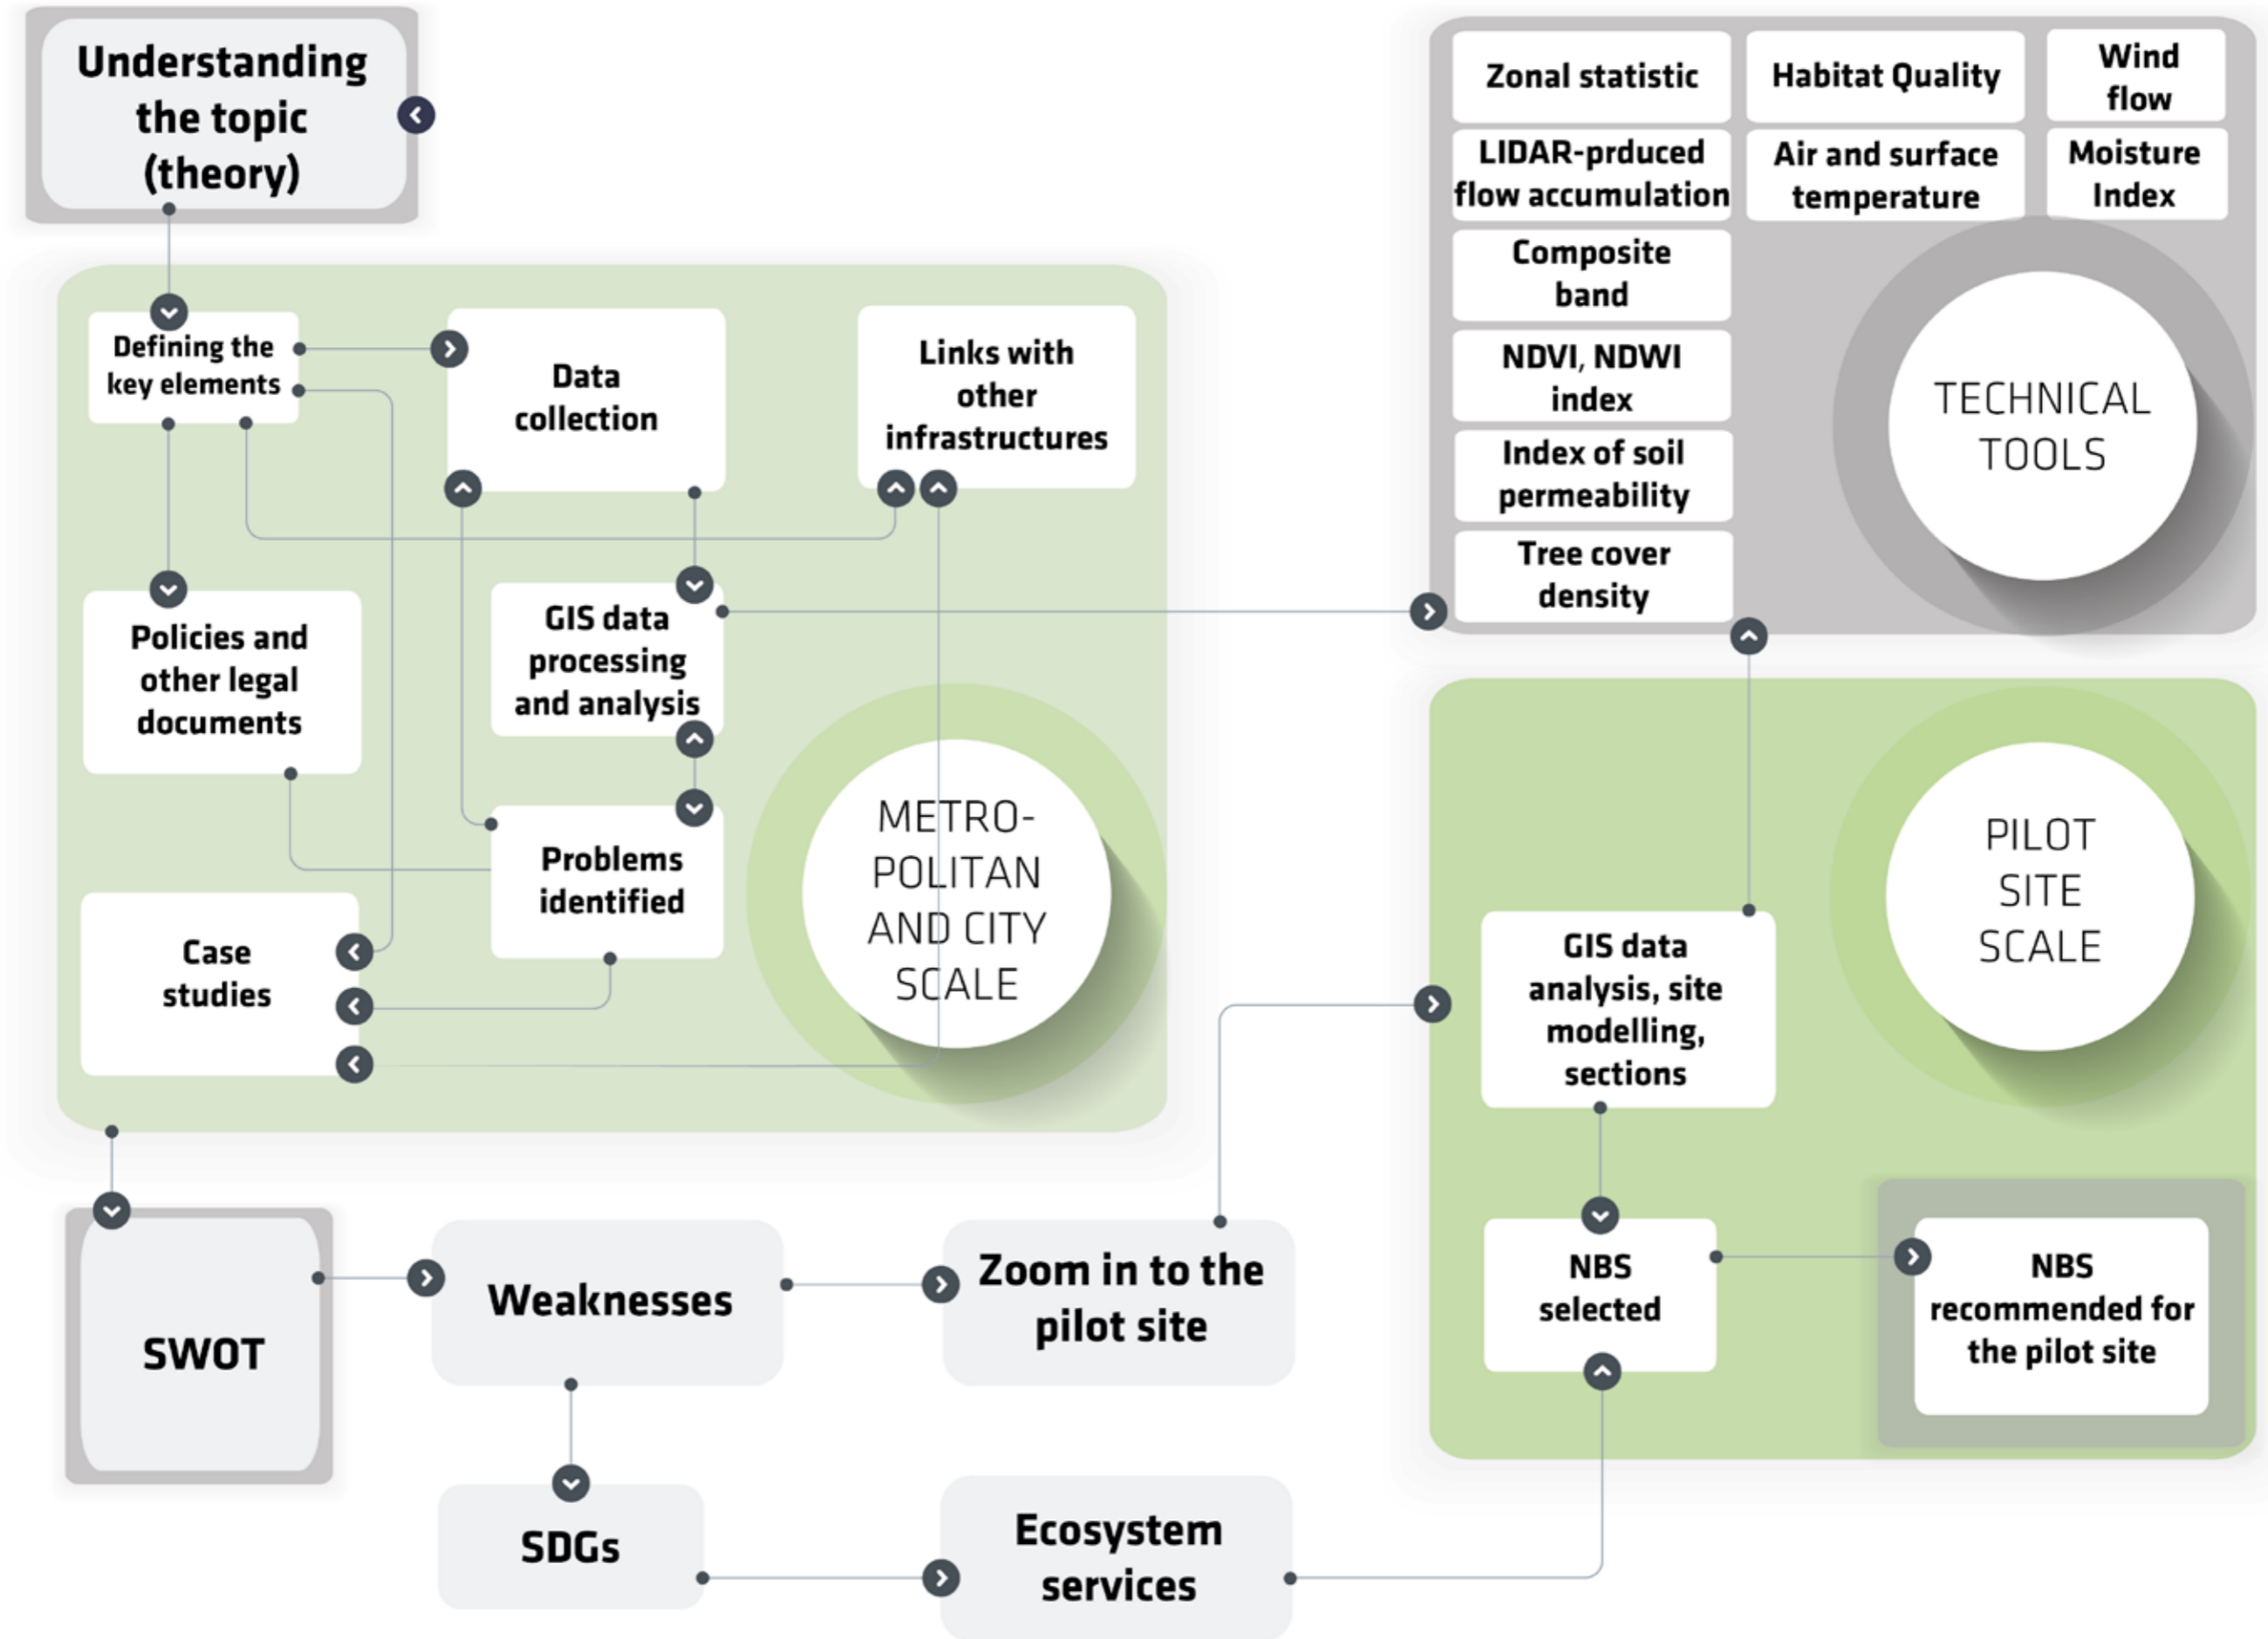 Understanding
the topic
(theory)
Defining the
key elements
Data
collection
Links with
other
infrastructures
Policies and
other legal
documents
GIS data
processing
and analysis
Problems
identified
Case
studies
METRO-
POLITAN
AND CITY
SCALE
Zonal statistic
Habitat Quality
Wind
flow
LIDAR-prduced
flow accumulation
Air and surface
temperature
Moisture
Index
Composite
band
NDVI, NDWI
index
Index of soil
permeability
Tree cover
density
TECHNICAL
TOOLS
PILOT
SITE
SCALE
GIS data
analysis, site
modelling,
sections
NBS
selected
NBS
recommended for
the pilot site
SWOT
Weaknesses
Zoom in to the
pilot site
SDGs
Ecosystem
services